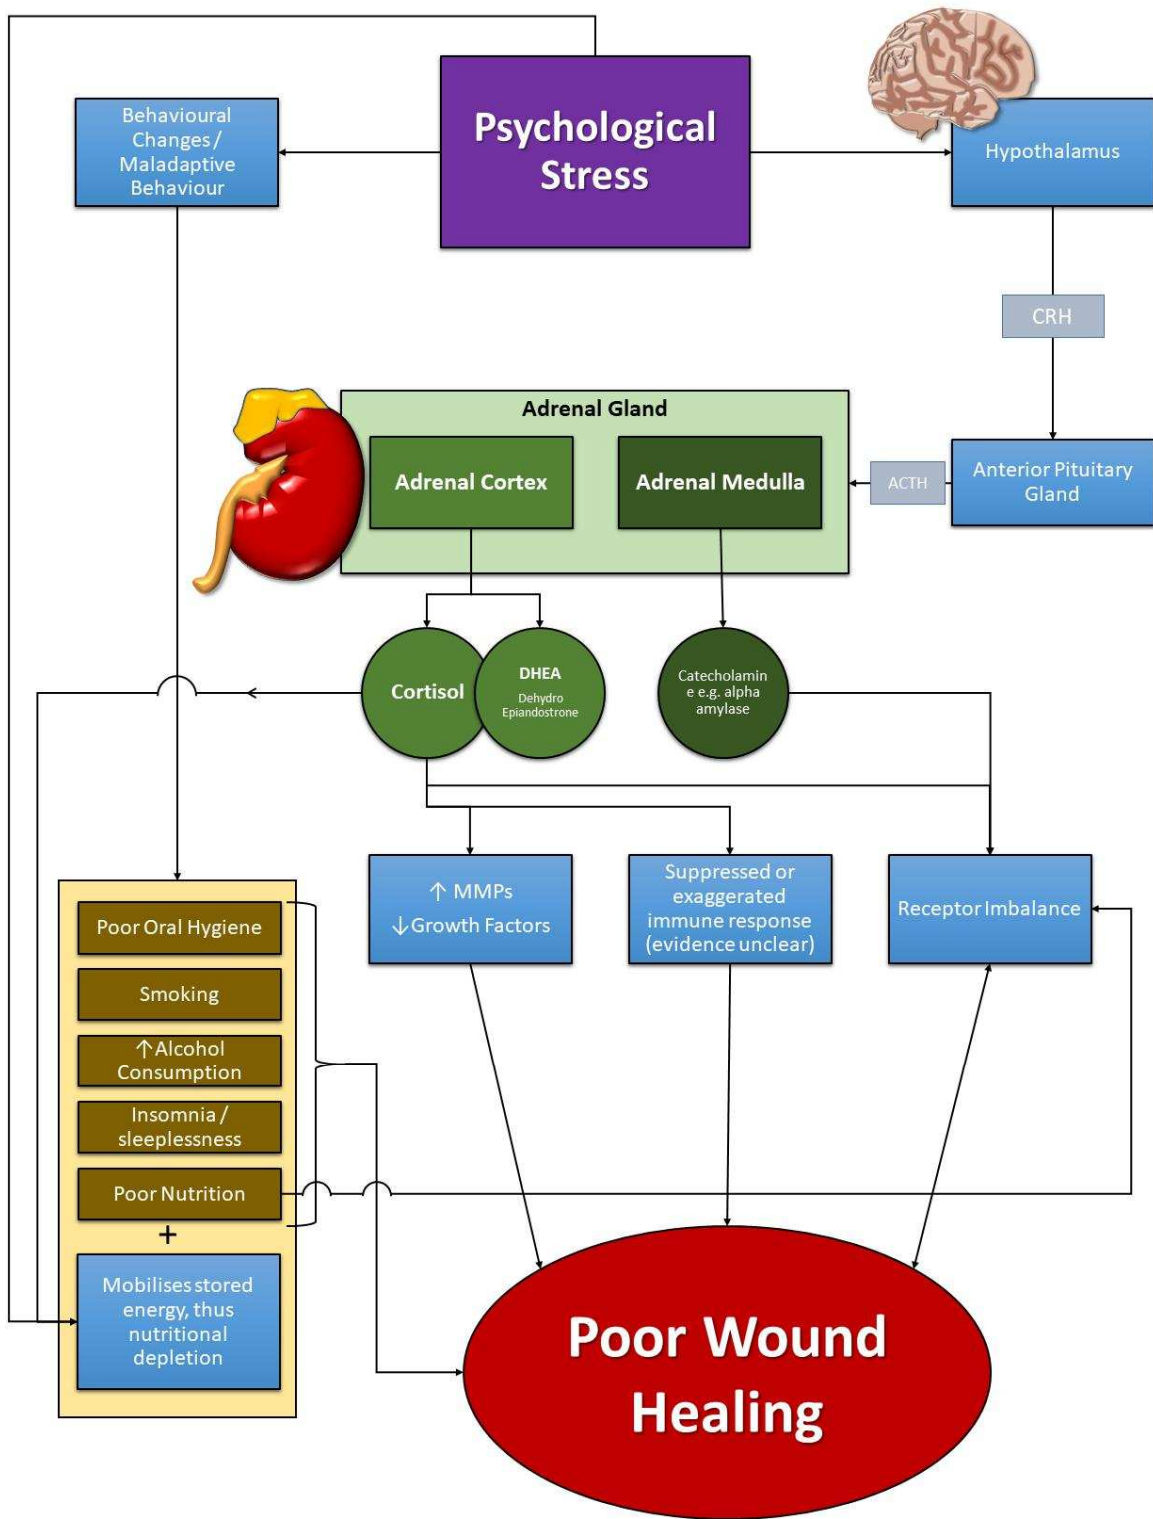 Psychological
Stress
Behavioural
Changes /
Maladaptive
Behaviour
Hypothalamus
CRH
Adrenal Gland
Adrenal Cortex
Adrenal Medulla
ACTH
Anterior Pituitary
Gland
Cortisol
DHEA
Dehydro
Epiandostrone
Catecholamin
e e.g. alpha
amylase
↑ MMPs
↓Growth Factors
Suppressed or
exaggerated
immune response
(evidence unclear)
Receptor Imbalance
Poor Oral Hygiene
Smoking
↑Alcohol
Consumption
Insomnia /
sleeplessness
Poor Nutrition
+
Mobilises stored
energy, thus
nutritional
depletion
Poor Wound
Healing